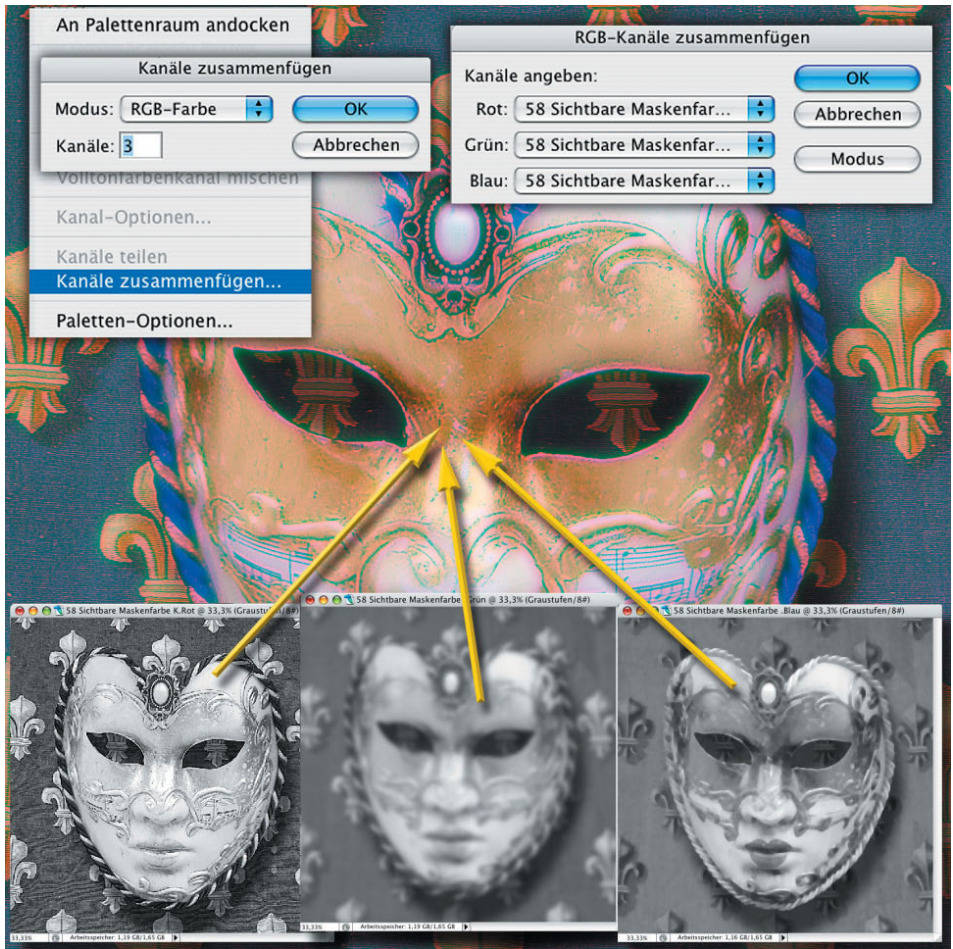 An Palettenraum andocken
Kanäle zusammenfügen
Modus: RGB-Farbe
OK
Kanäle: 3
Abbrechen
Volltonfarbenkanal mischen
Kanal-Optionen...
Kanäle teilen
Kanäle zusammenfügen...
Paletten-Optionen...
RGB-Kanäle zusammenfügen
Kanäle angeben:
OK
Rot: 58 Sichtbare Maskenfar...
Abbrechen
Grün: 58 Sichtbare Maskenfar...
Modus
Blau: 58 Sichtbare Maskenfar...
58 Sichtbare Maskenfarbe K.Rot @ 33,3% (Graustufen/8#)
58 Sichtbare Maskenfarbe .Grün @ 33,3% (Graustufen/8#)
58 Sichtbare Maskenfarbe .Blau @ 33,3% (Graustufen/8#)
33,33% Arbeitsspeicher: 1,19 GB/1,65 GB
33,33% Arbeitsspeicher: 1,19 GB/1,65 GB
33,33% Arbeitsspeicher: 1,16 GB/1,65 GB